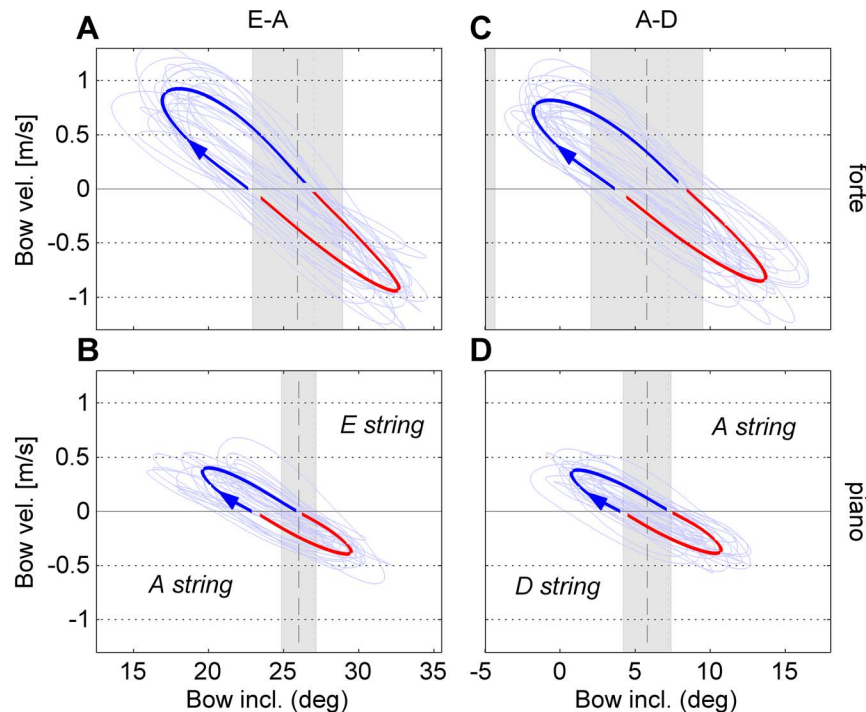 E-A
A-D
A
C
1
0.5
0
-0.5
-1
Bow vel. [m/s]
forte
B
D
1
0.5
0
-0.5
-1
Bow vel. [m/s]
E string
A string
A string
D string
piano
15 20 25 30 35
-5 0 5 10 15
Bow incl. (deg)
Bow incl. (deg)